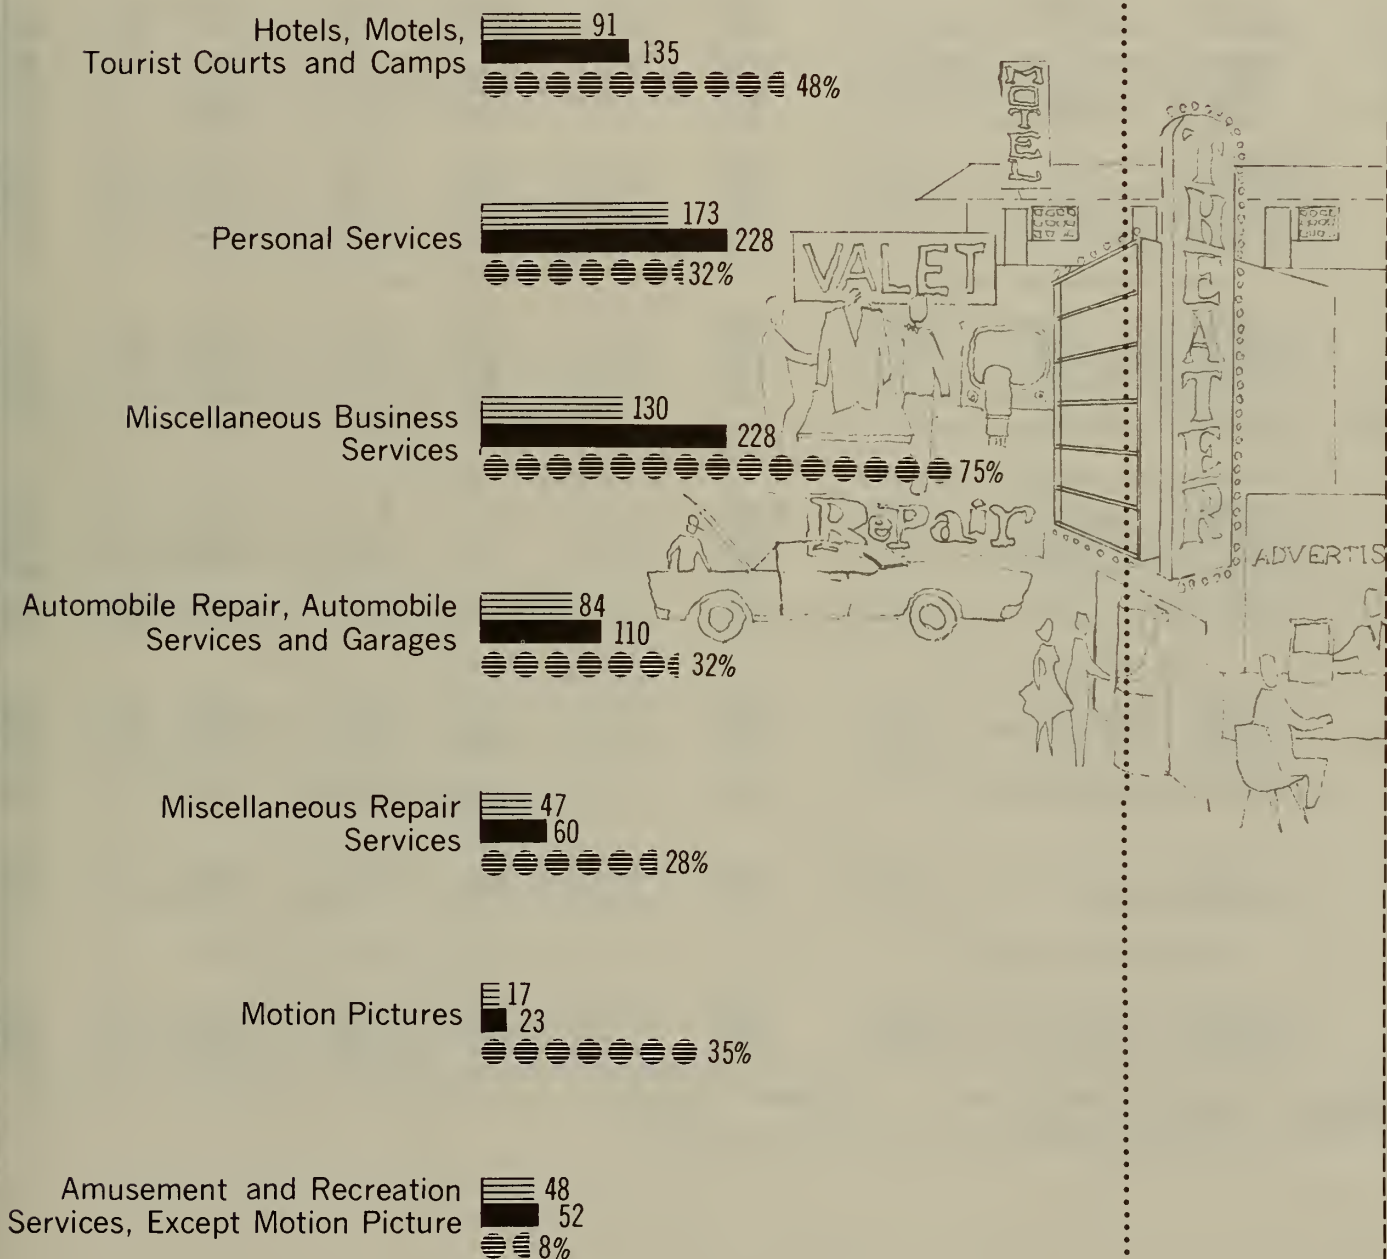 Hotels, Motels,
Tourist Courts and Camps
91
135
48%
MOTEL
THEATER
Personal Services
173
228
32%
VALET
Miscellaneous Business
Services
130
228
75%
Repair
ADVERTIS
Automobile Repair, Automobile
Services and Garages
84
110
32%
Miscellaneous Repair
Services
47
60
28%
Motion Pictures
17
23
35%
Amusement and Recreation
Services, Except Motion Picture
48
52
8%